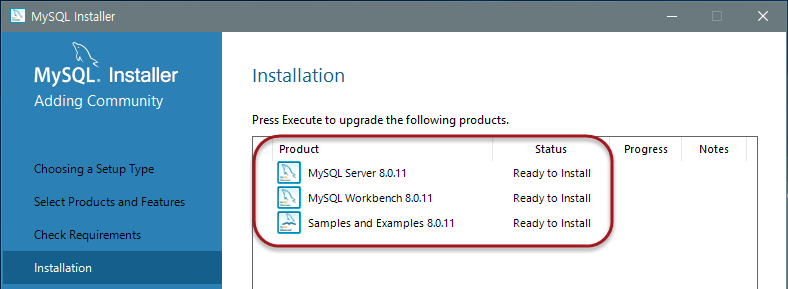 MySQL Installer
MySQL. Installer
Adding Community
Choosing a Setup Type
Select Products and Features
Check Requirements
Installation
Installation
Press Execute to upgrade the following products.
Product Status Progress Notes
MySQL Server 8.0.11 Ready to Install
MySQL Workbench 8.0.11 Ready to Install
Samples and Examples 8.0.11 Ready to Install